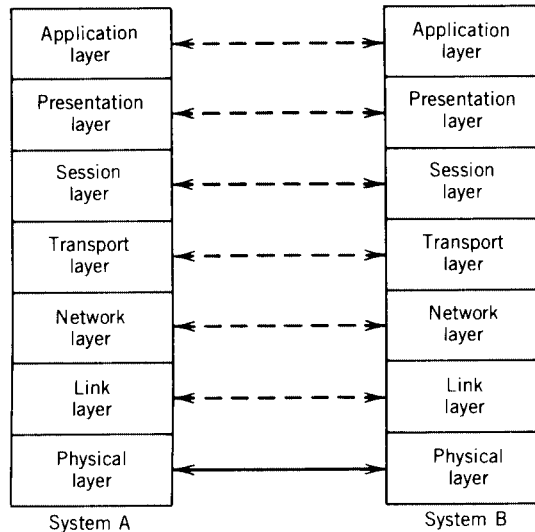 Application
layer
Application
layer
Presentation
layer
Presentation
layer
Session
layer
Session
layer
Transport
layer
Transport
layer
Network
layer
Network
layer
Link
layer
Link
layer
Physical
layer
Physical
layer
System A
System B